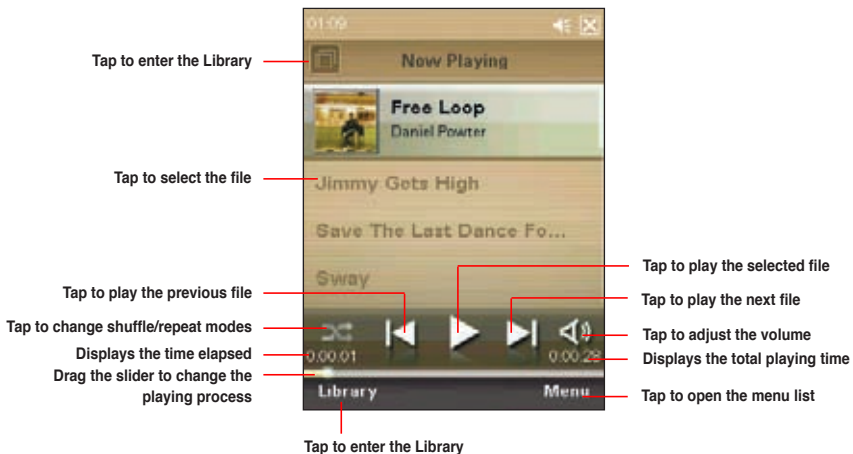 01:09
Tap to enter the Library
Now Playing
Free Loop
Daniel Powter
Tap to select the file
Jimmy Gets High
Save The Last Dance Fo...
Sway
Tap to play the selected file
Tap to play the previous file
Tap to play the next file
Tap to change shuffle/repeat modes
Tap to adjust the volume
Displays the time elapsed
0:00:01
0:00:28
Displays the total playing time
Drag the slider to change the
playing process
Library
Menu
Tap to open the menu list
Tap to enter the Library